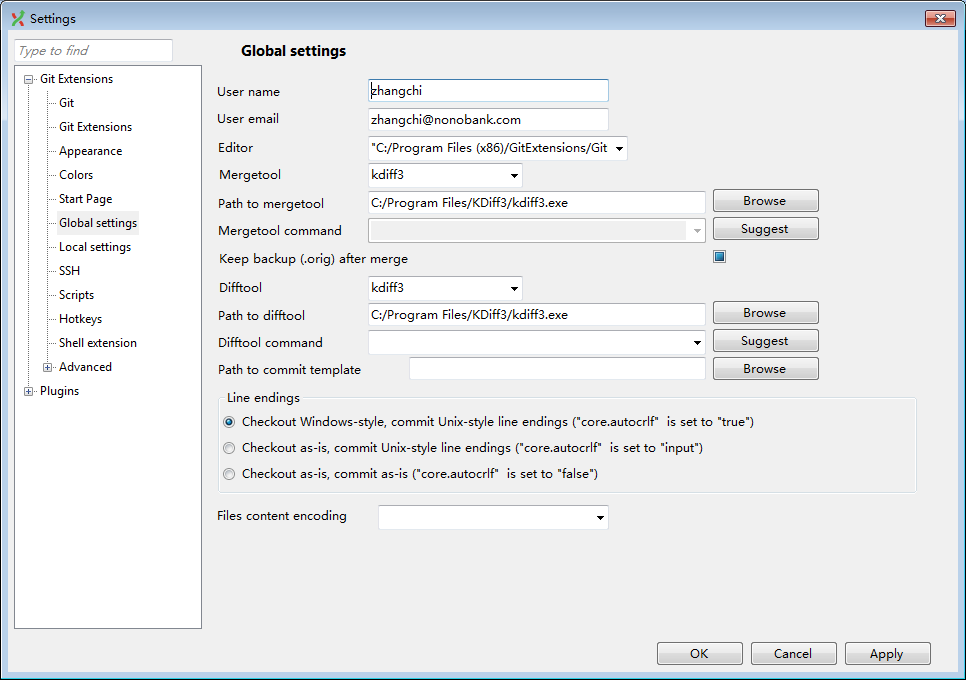 Settings
Type to find
Git Extensions
Git
Git Extensions
Appearance
Colors
Start Page
Global settings
Local settings
SSH
Scripts
Hotkeys
Shell extension
Advanced
Plugins
Global settings
User name zhangchi
User email zhangchi@nonobank.com
Editor "C:/Program Files (x86)/GitExtensions/Git
Mergetool kdiff3
Path to mergetool C:/Program Files/KDiff3/kdiff3.exe Browse
Mergetool command Suggest
Keep backup (.orig) after merge
Difftool kdiff3
Path to difftool C:/Program Files/KDiff3/kdiff3.exe Browse
Difftool command Suggest
Path to commit template Browse
Line endings
Checkout Windows-style, commit Unix-style line endings ("core.autocrlf"  is set to "true")
Checkout as-is, commit Unix-style line endings ("core.autocrlf"  is set to "input")
Checkout as-is, commit as-is ("core.autocrlf"  is set to "false")
Files content encoding
OK Cancel Apply